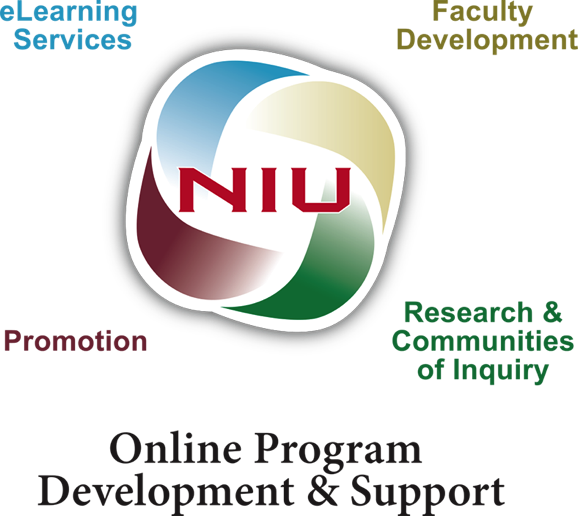 eLearning
Services
Faculty
Development
NIU
Promotion
Research &
Communities
of Inquiry
Online Program
Development & Support